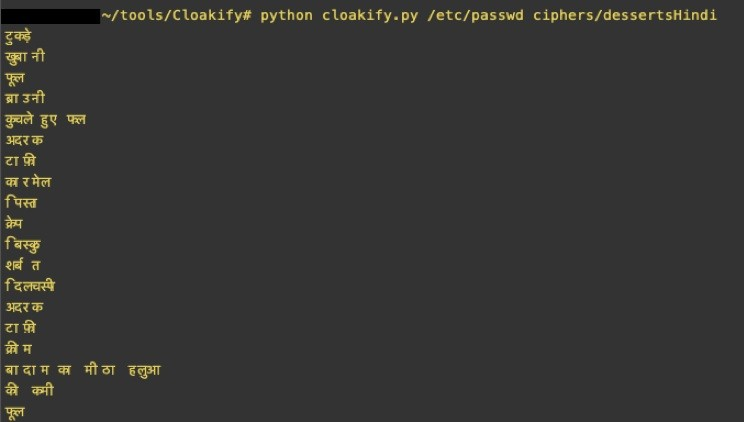 ~/tools/Cloakify# python cloakify.py /etc/passwd ciphers/dessertsHindi
टुकड़े
खुबानी
फूल
ब्राउनी
कुचले हुए फल
अदरक
टाफ़ी
कारमेल
पिस्ता
क्रेप
बिस्कुट
शर्बत
दिलचस्पी
अदरक
टाफ़ी
क्रीम
बादाम का मीठा हलुआ
की कमी
फूल